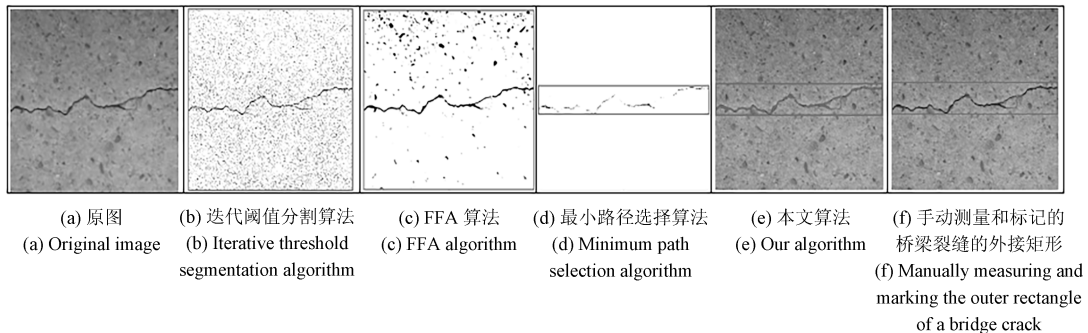 (a) 原图
(a) Original image
(b) 迭代阈值分割算法
(b) Iterative threshold
segmentation algorithm
(c) FFA 算法
(c) FFA algorithm
(d) 最小路径选择算法
(d) Minimum path
selection algorithm
(e) 本文算法
(e) Our algorithm
(f) 手动测量和标记的
桥梁裂缝的外接矩形
(f) Manually measuring and
marking the outer rectangle
of a bridge crack